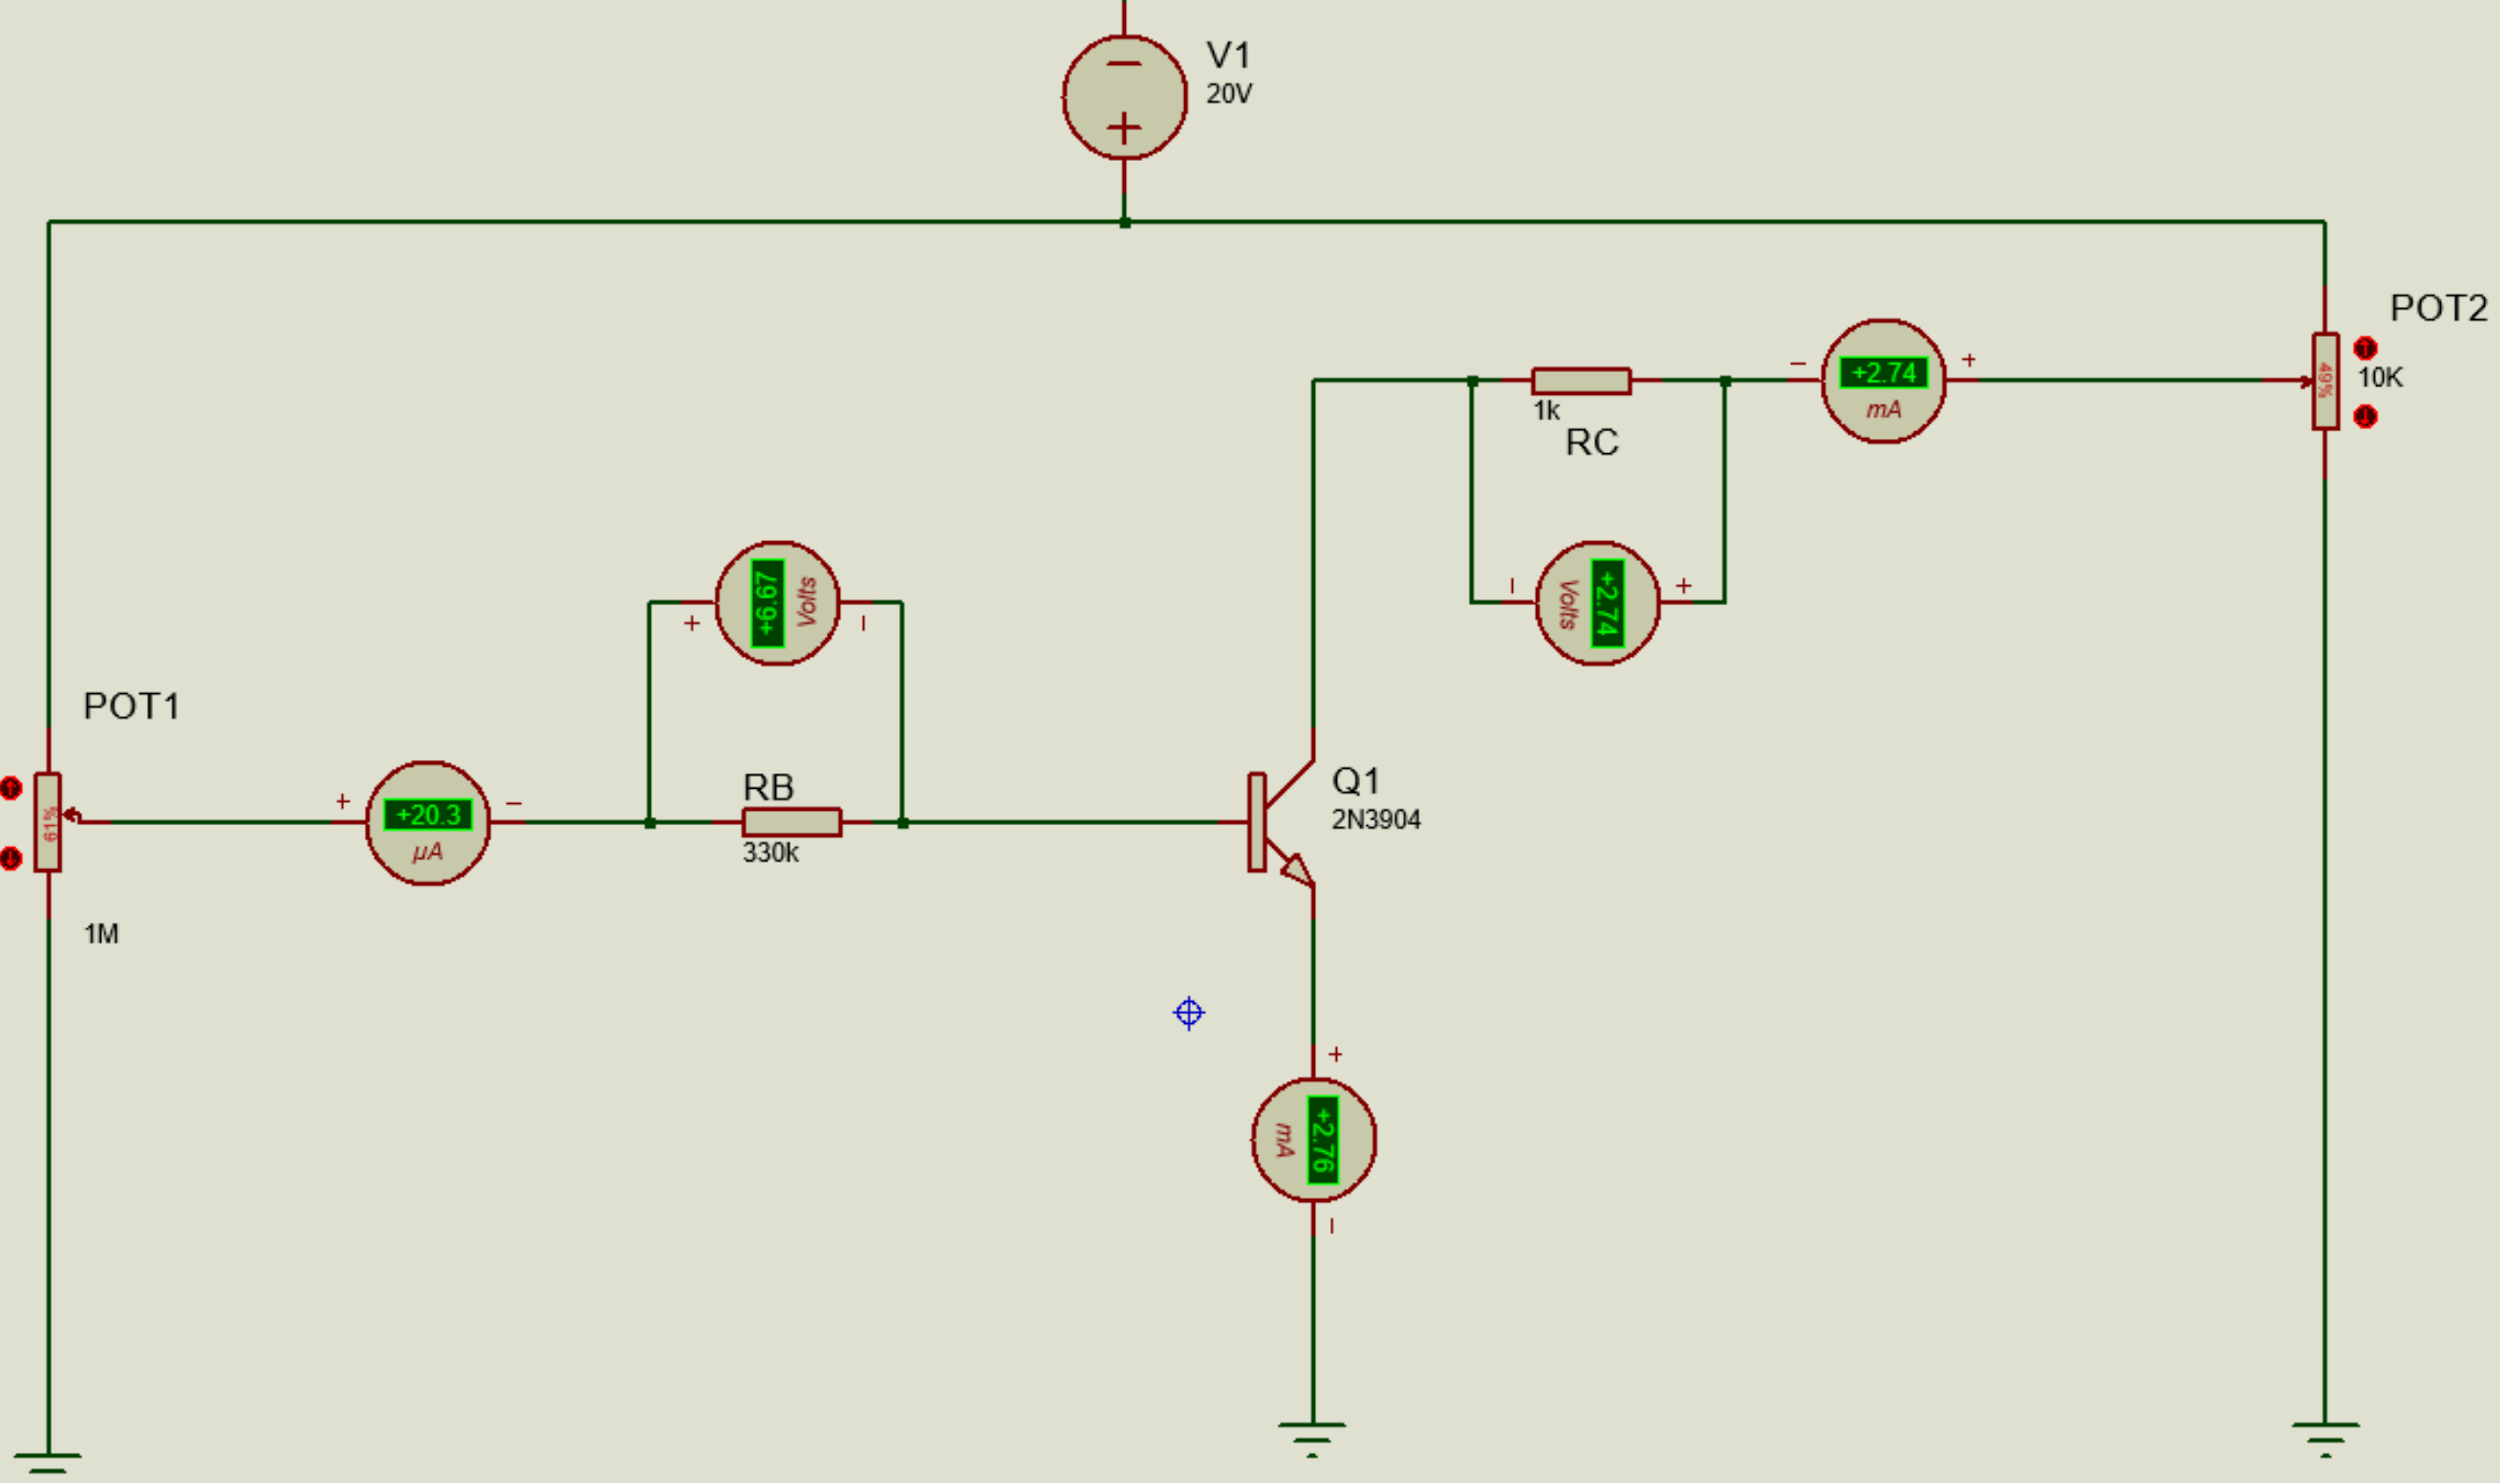 V1
20V
POT2
+2.74
mA
49%
10K
1k
RC
+6.67
Volts
+2.74
Volts
POT1
RB
Q1
2N3904
61%
+20.3
µA
330k
1M
+2.76
mA